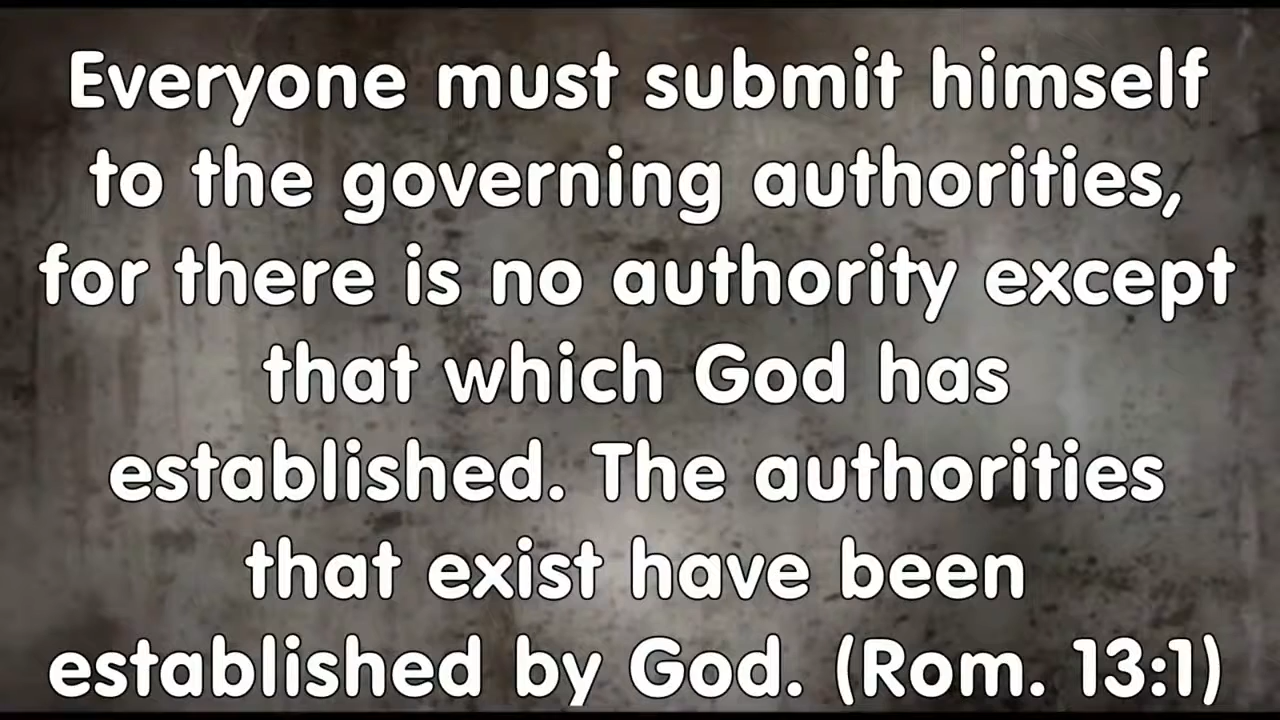 Everyone must submit himself
to the governing authorities,
for there is no authority except
that which God has
established. The authorities
that exist have been
established by God. (Rom. 13:1)